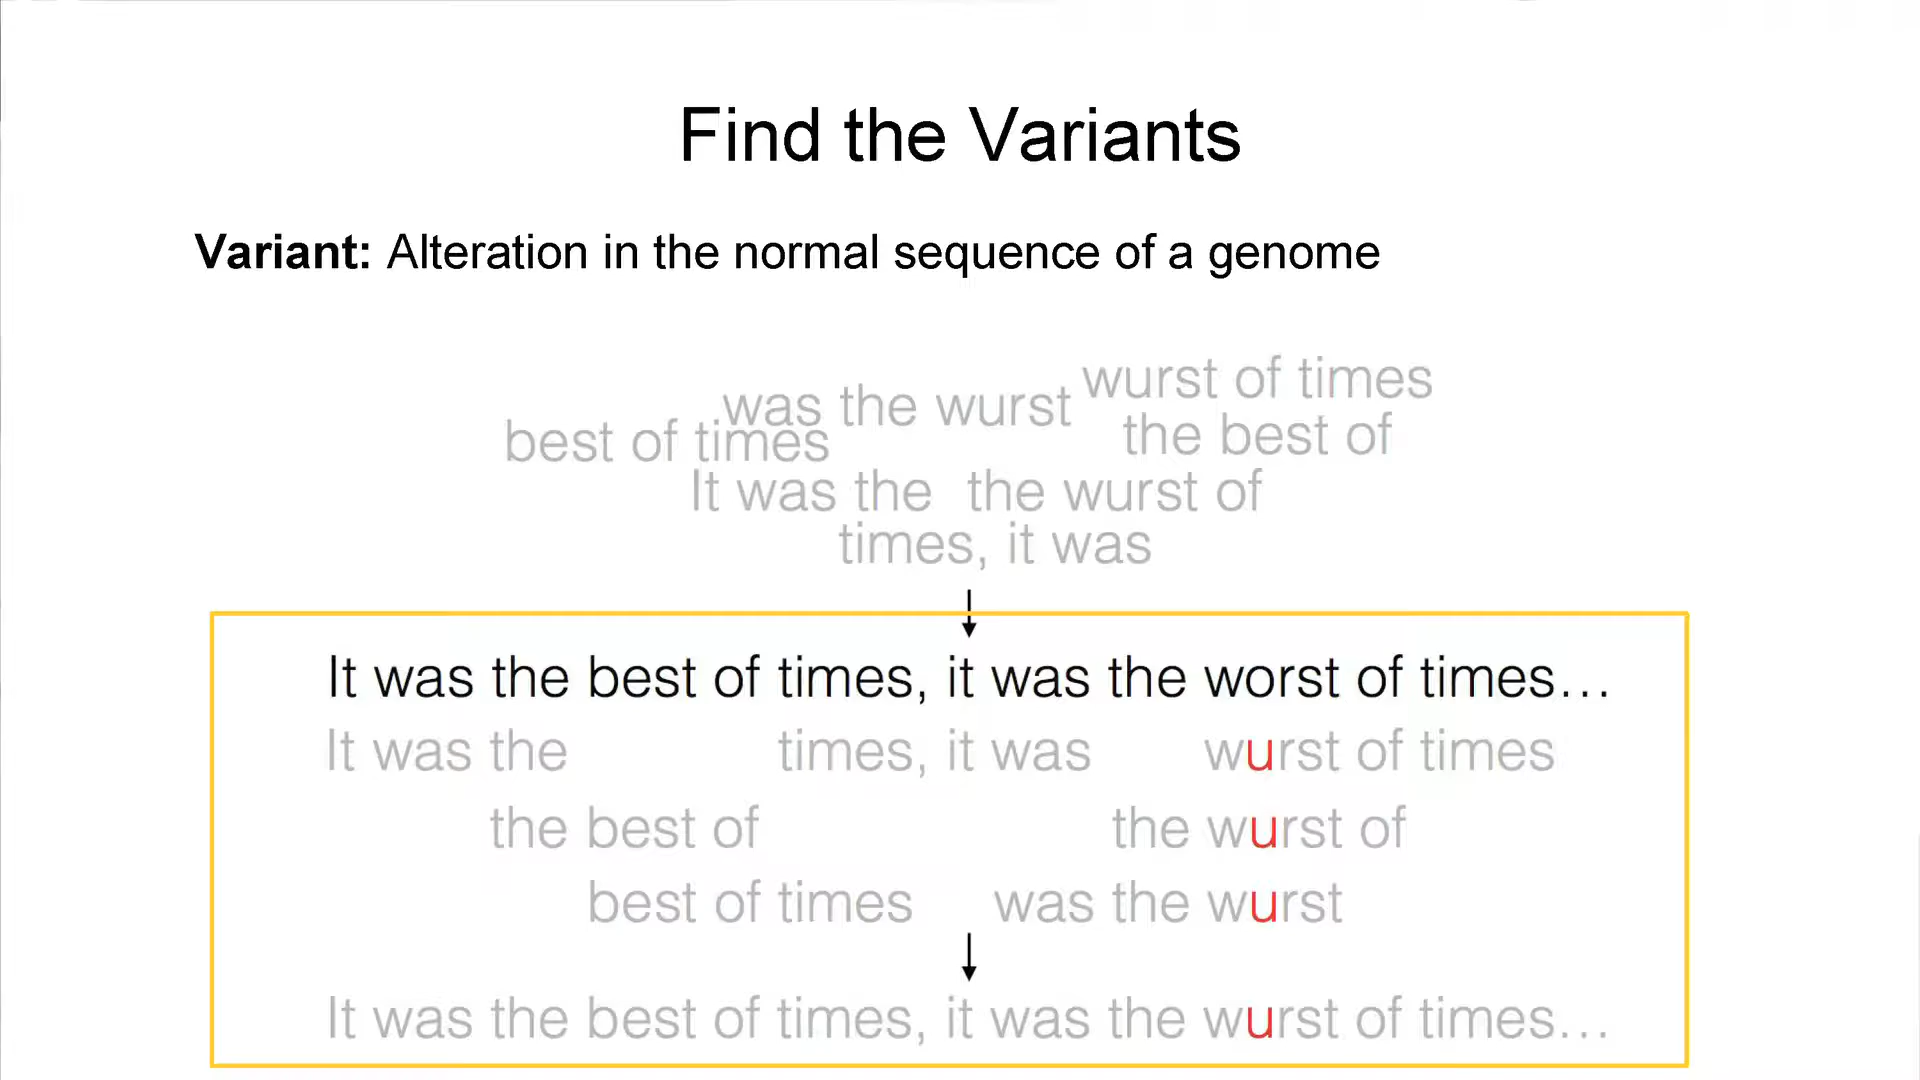 Find the Variants
Variant: Alteration in the normal sequence of a genome
wurst of times
was the wurst
best of times
the best of
It was the
the wurst of
times, it was
It was the best of times, it was the worst of times...
It was the times, it was wurst of times
the best of the wurst of
best of times was the wurst
It was the best of times, it was the wurst of times...